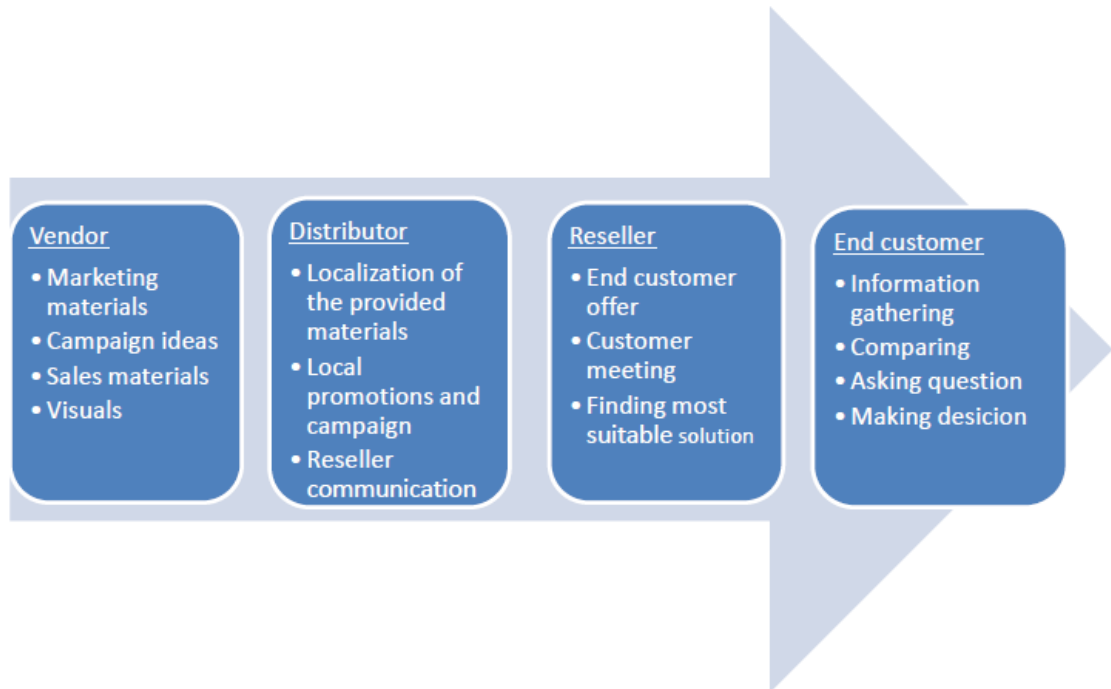 Vendor
• Marketing
materials
• Campaign ideas
• Sales materials
• Visuals
Distributor
• Localization of
the provided
materials
• Local
promotions and
campaign
• Reseller
communication
Reseller
• End customer
offer
• Customer
meeting
• Finding most
suitable solution
End customer
• Information
gathering
• Comparing
• Asking question
• Making desicion